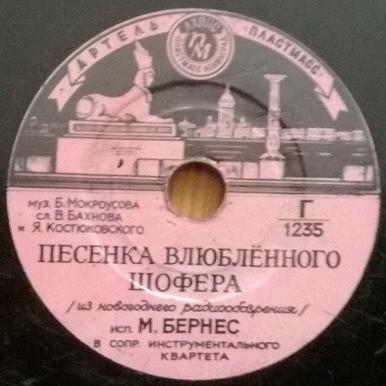 АРТЕЛЬ ПЛАСТМАСС
муз. Б. МОКРОУСОВА
сл. В. БАХНОВА
и Я. КОСТЮКОВСКОГО
Г
1235
ПЕСЕНКА ВЛЮБЛЁННОГО
ШОФЕРА
/из новогоднего радиообозрения/
исп. М. БЕРНЕС
В СОПР. ИНСТРУМЕНТАЛЬНОГО
КВАРТЕТА